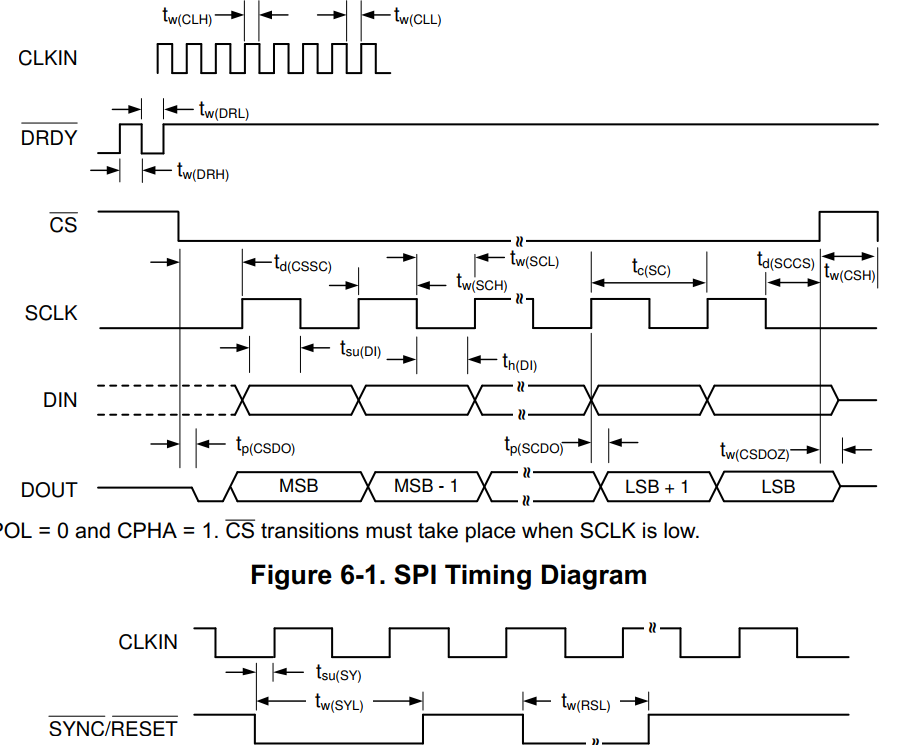 tw(CLH) tw(CLL)
CLKIN
tw(DRL)
DRDY
tw(DRH)
CS
td(CSSC) tw(SCL) tc(SC) td(SCCS)
tw(SCH) tw(CSH)
SCLK
tsu(DI) th(DI)
DIN
tp(CSDO) tp(SCDO) tw(CSDOZ)
DOUT MSB MSB - 1 LSB + 1 LSB
POL = 0 and CPHA = 1. CS transitions must take place when SCLK is low.
Figure 6-1. SPI Timing Diagram
CLKIN
tsu(SY)
tw(SYL) tw(RSL)
SYNC/RESET